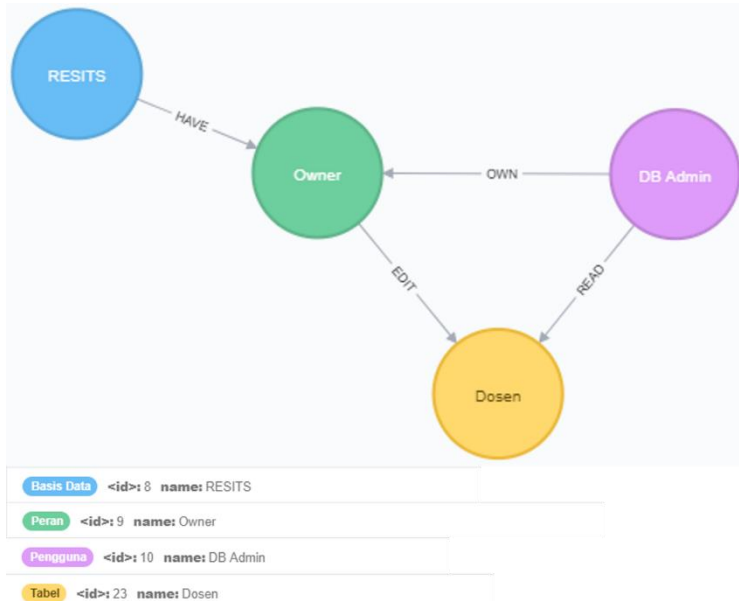 RESITS
HAVE
Owner
OWN
DB Admin
EDIT
READ
Dosen
Basis Data <id>: 8 name: RESITS
Peran <id>: 9 name: Owner
Pengguna <id>: 10 name: DB Admin
Tabel <id>: 23 name: Dosen